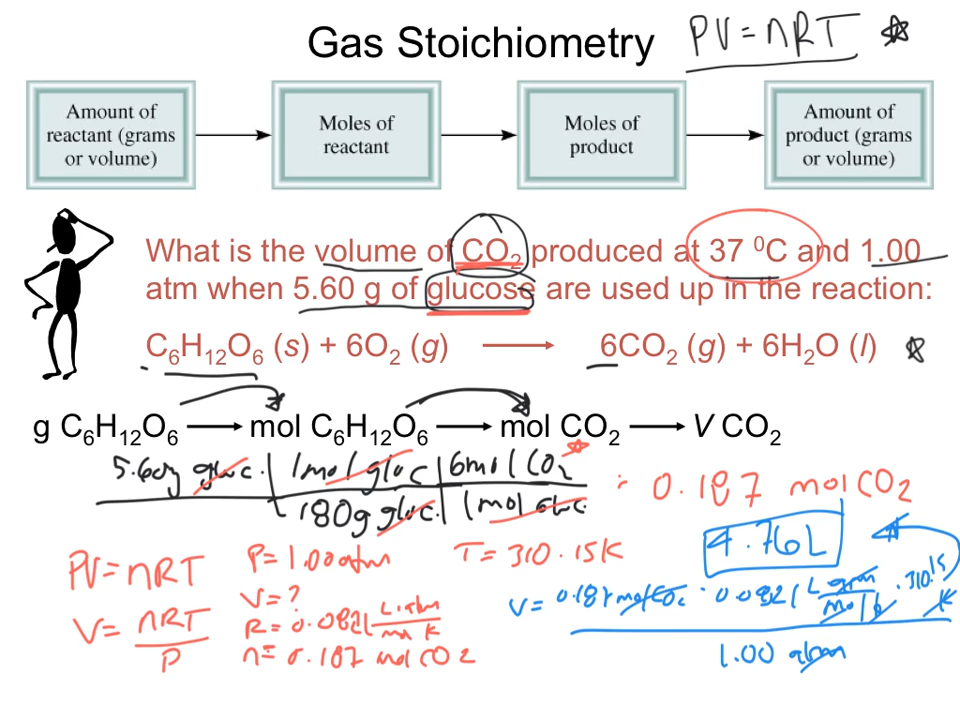 Gas Stoichiometry
PV = nRT
Amount of
reactant (grams
or volume)
Moles of
reactant
Moles of
product
Amount of
product (grams
or volume)
What is the volume of CO₂ produced at 37 ⁰C and 1.00
atm when 5.60 g of glucose are used up in the reaction:
C₆H₁₂O₆ (s) + 6O₂ (g) ⟶ 6CO₂ (g) + 6H₂O (l)
g C₆H₁₂O₆ ⟶ mol C₆H₁₂O₆ ⟶ mol CO₂ ⟶ V CO₂
5.60g gluc. | 1mol gluc | 6mol CO₂
180g gluc. | 1mol gluc.
0.187 mol CO₂
4.76L
PV = nRT
V = nRT
P
P = 1.00 atm
V = ?
R = 0.0821 L·atm
mol K
n = 0.187 mol CO2
T = 310.15K
V = 0.187 mol CO₂ · 0.0821 L atm · 310.15
mol K K
1.00 atm